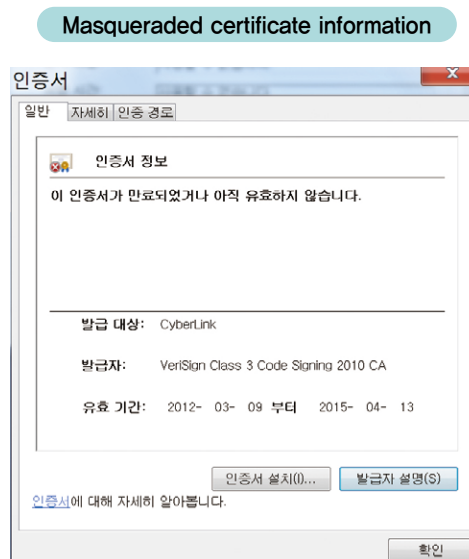 Masqueraded certificate information
인증서
일반 자세히 인증 경로
인증서 정보
이 인증서가 만료되었거나 아직 유효하지 않습니다.
발급 대상: CyberLink
발급자: VeriSign Class 3 Code Signing 2010 CA
유효 기간: 2012- 03- 09 부터 2015- 04- 13
인증서 설치(I)... 발급자 설명(S)
인증서에 대해 자세히 알아봅니다.
확인